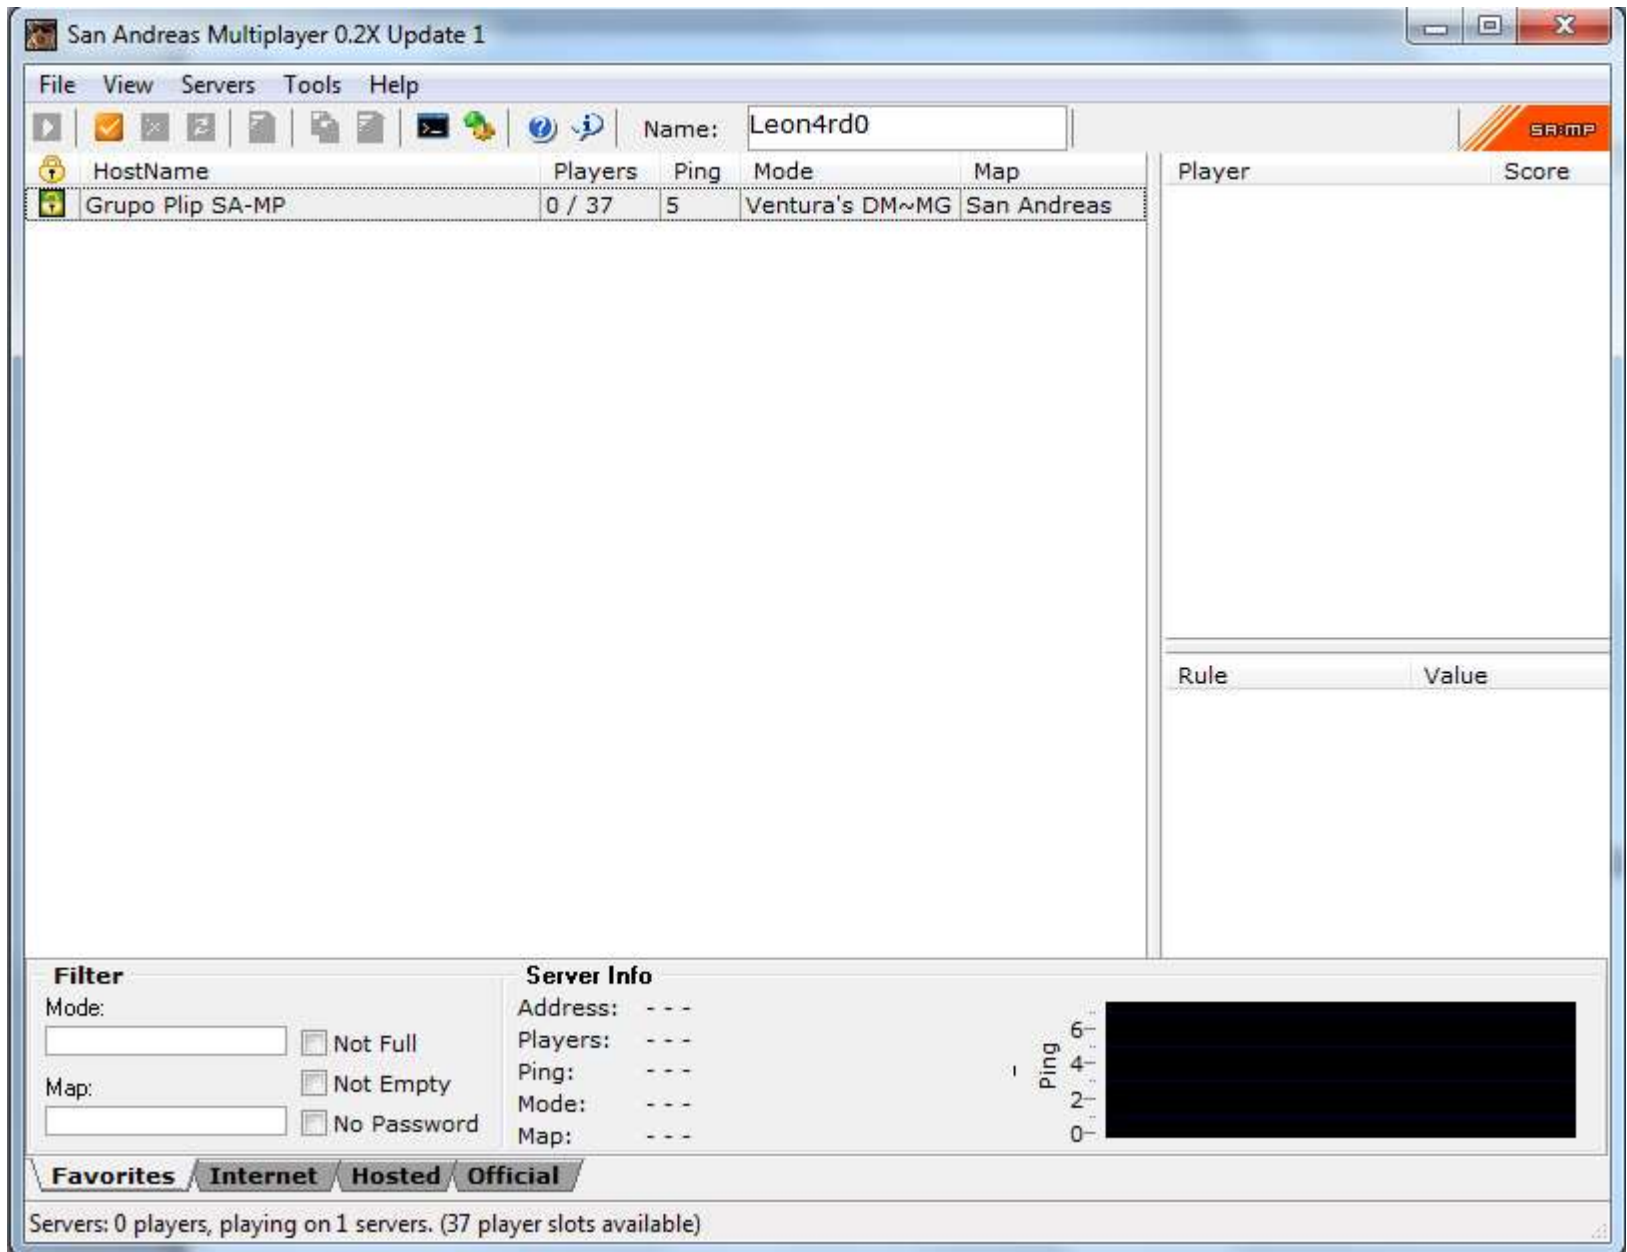 San Andreas Multiplayer 0.2X Update 1
File View Servers Tools Help
Name: Leon4rd0
SA:MP
HostName Players Ping Mode Map
Grupo Plip SA-MP 0 / 37 5 Ventura's DM~MG San Andreas
Player Score
Rule Value
Filter
Mode:
Not Full
Map:
Not Empty
No Password
Server Info
Address: - - -
Players: - - -
Ping: - - -
Mode: - - -
Map: - - -
Ping
6
4
2
0
Favorites Internet Hosted Official
Servers: 0 players, playing on 1 servers. (37 player slots available)